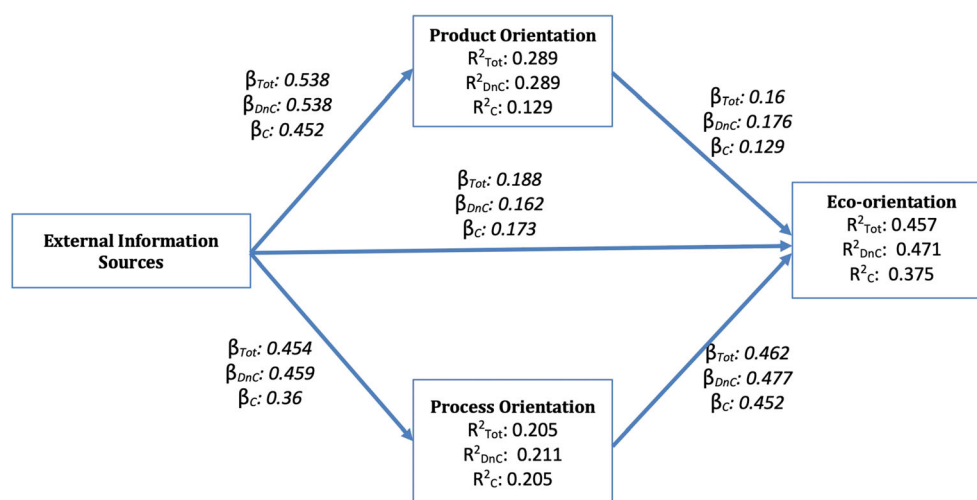 Product Orientation
R²Tot: 0.289
R²DnC: 0.289
R²C: 0.129
βTot: 0.538
βDnC: 0.538
βC: 0.452
βTot: 0.16
βDnC: 0.176
βC: 0.129
βTot: 0.188
βDnC: 0.162
βC: 0.173
External Information
Sources
Eco-orientation
R²Tot: 0.457
R²DnC: 0.471
R²C: 0.375
βTot: 0.454
βDnC: 0.459
βC: 0.36
βTot: 0.462
βDnC: 0.477
βC: 0.452
Process Orientation
R²Tot: 0.205
R²DnC: 0.211
R²C: 0.205